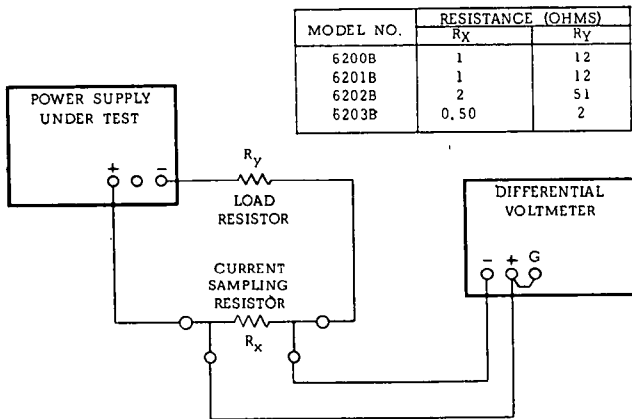 MODEL NO. RESISTANCE (OHMS)
RX RY
6200B 1 12
6201B 1 12
6202B 2 51
6203B 0.50 2
POWER SUPPLY
UNDER TEST
+ -
Ry
LOAD
RESISTOR
DIFFERENTIAL
VOLTMETER
- + G
CURRENT
SAMPLING
RESISTOR
Rx